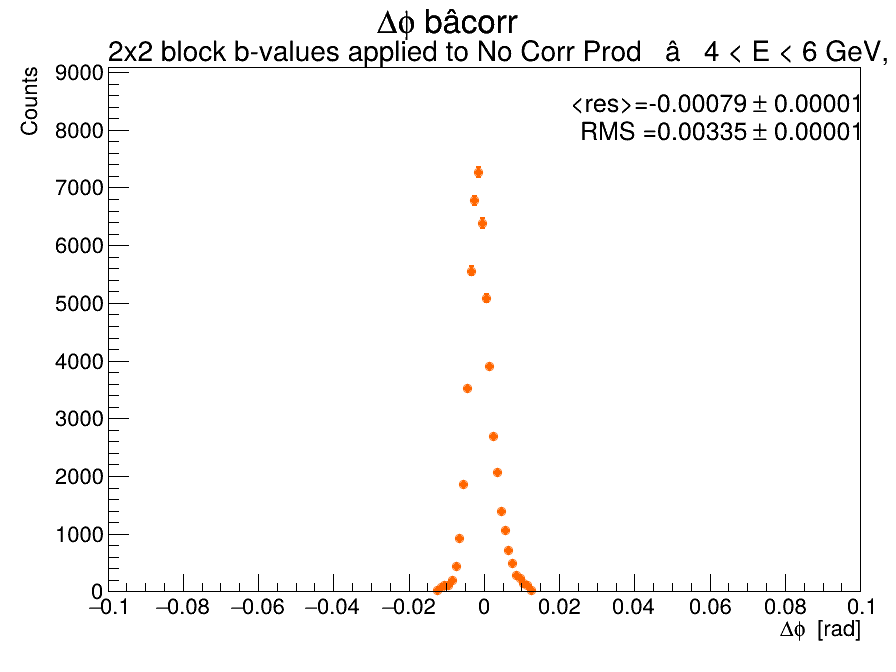 Δϕ bâcorr
2x2 block b-values applied to No Corr Prod â 4 < E < 6 GeV,
Counts
<res>=-0.00079 ± 0.00001
RMS =0.00335 ± 0.00001
9000
8000
7000
6000
5000
4000
3000
2000
1000
0
−0.1 −0.08 −0.06 −0.04 −0.02 0 0.02 0.04 0.06 0.08 0.1
Δϕ [rad]